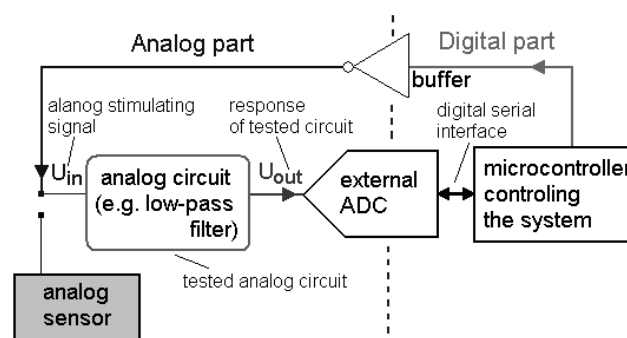 Analog part
Digital part
buffer
alanog stimulating
signal
response
of tested circuit
digital serial
interface
Uin
analog circuit
(e.g. low-pass
filter)
Uout
external
ADC
microcontroller
controling
the system
tested analog circuit
analog
sensor